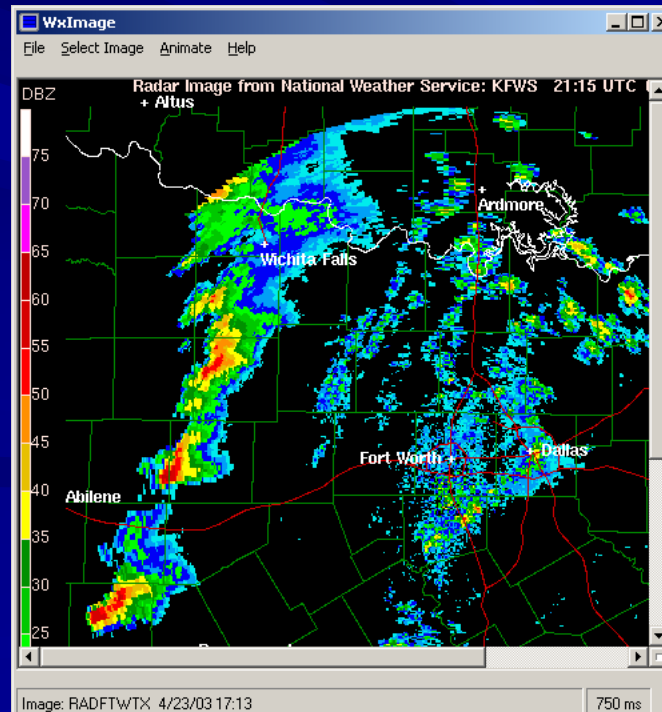 WxImage
File Select Image Animate Help
DBZ
Radar Image from National Weather Service: KFWS 21:15 UTC
+ Altus
75
70
Ardmore
65
Wichita Falls
60
55
50
45
Fort Worth + + Dallas
40
Abilene
35
30
25
Image: RADFTWTX 4/23/03 17:13
750 ms